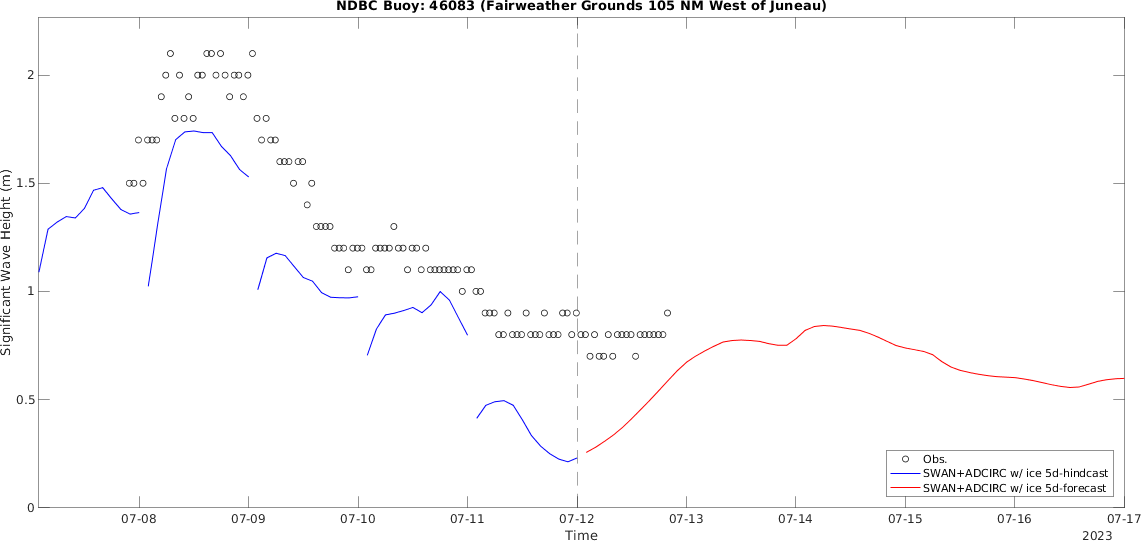 NDBC Buoy: 46083 (Fairweather Grounds 105 NM West of Juneau)
Significant Wave Height (m)
2
1.5
1
0.5
0
Obs.
SWAN+ADCIRC w/ ice 5d-hindcast
SWAN+ADCIRC w/ ice 5d-forecast
07-08 07-09 07-10 07-11 07-12 07-13 07-14 07-15 07-16 07-17
Time
2023